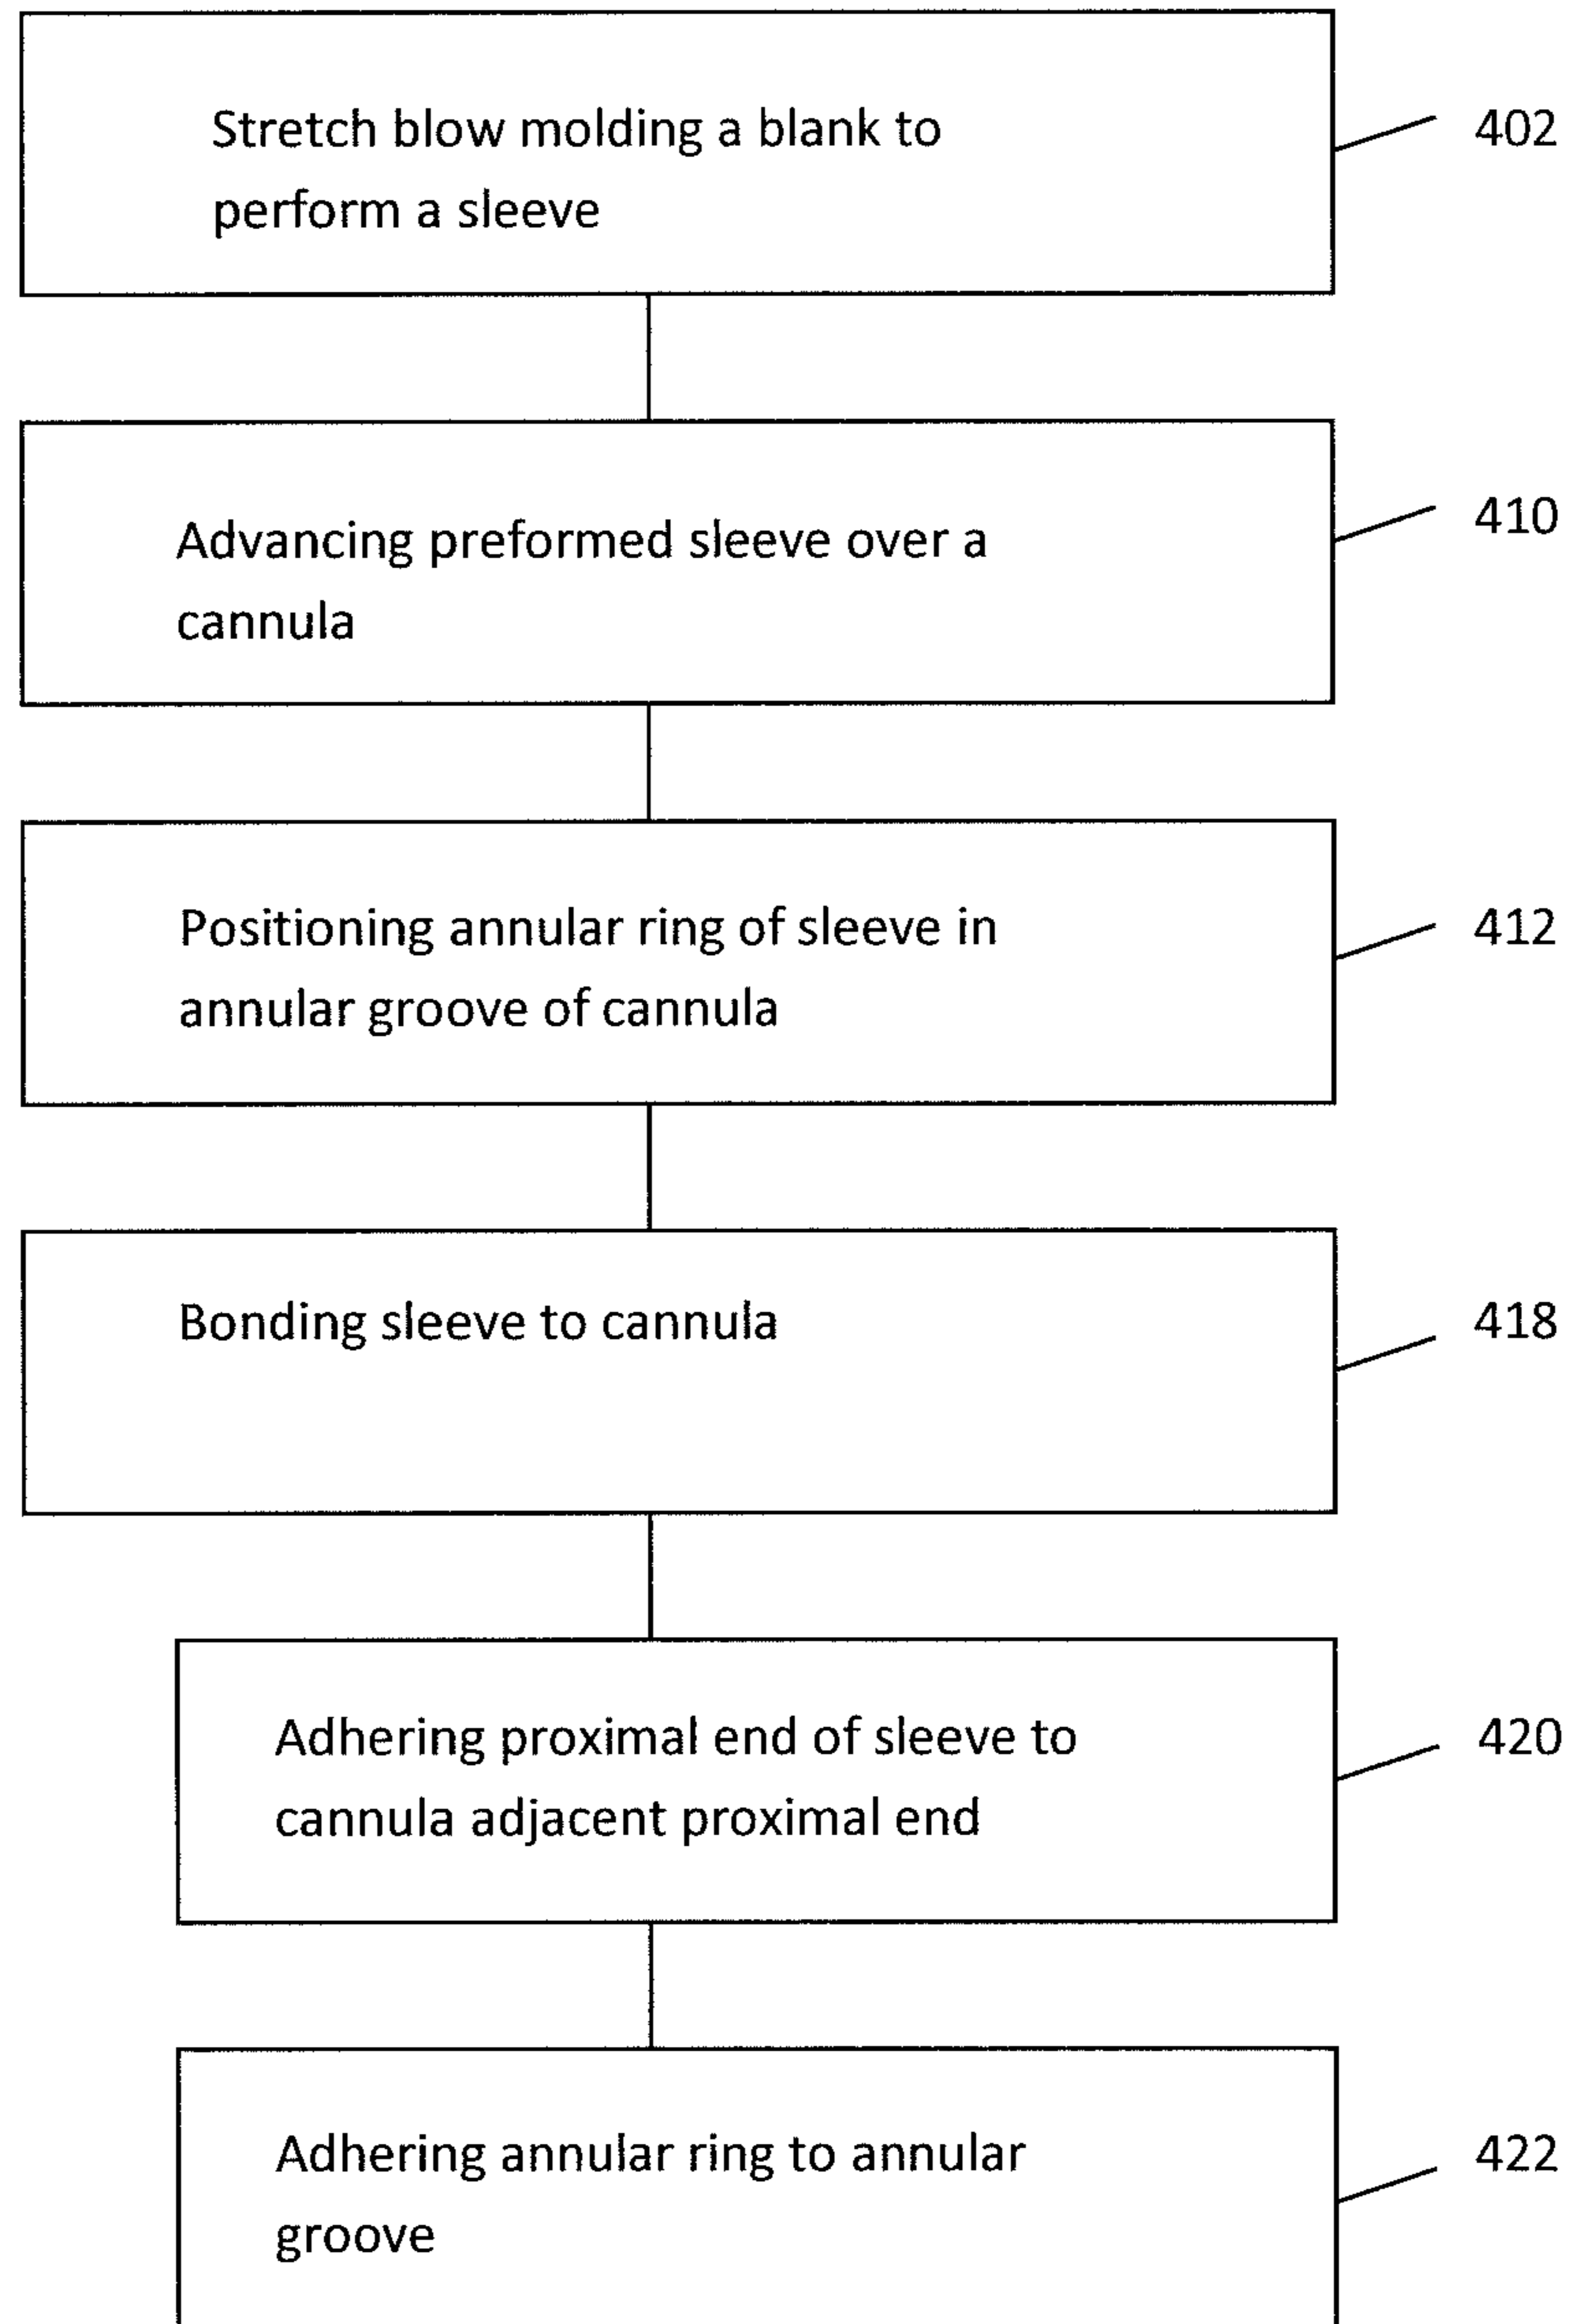 Stretch blow molding a blank to
perform a sleeve
402
Advancing preformed sleeve over a
cannula
410
Positioning annular ring of sleeve in
annular groove of cannula
412
Bonding sleeve to cannula
418
Adhering proximal end of sleeve to
cannula adjacent proximal end
420
Adhering annular ring to annular
groove
422